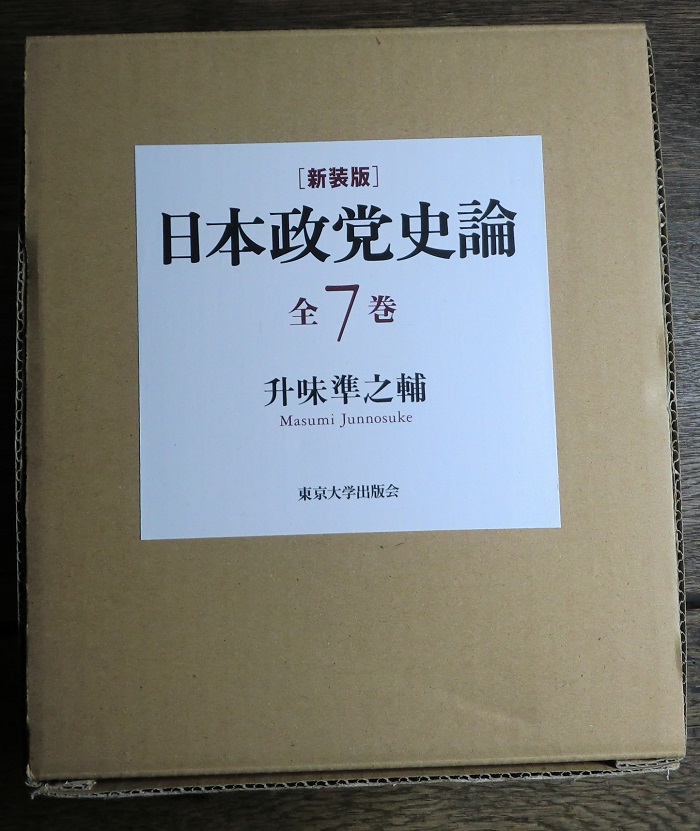 [新装版]
日本政党史論
全7巻
升味準之輔
Masumi Junnosuke
東京大学出版会